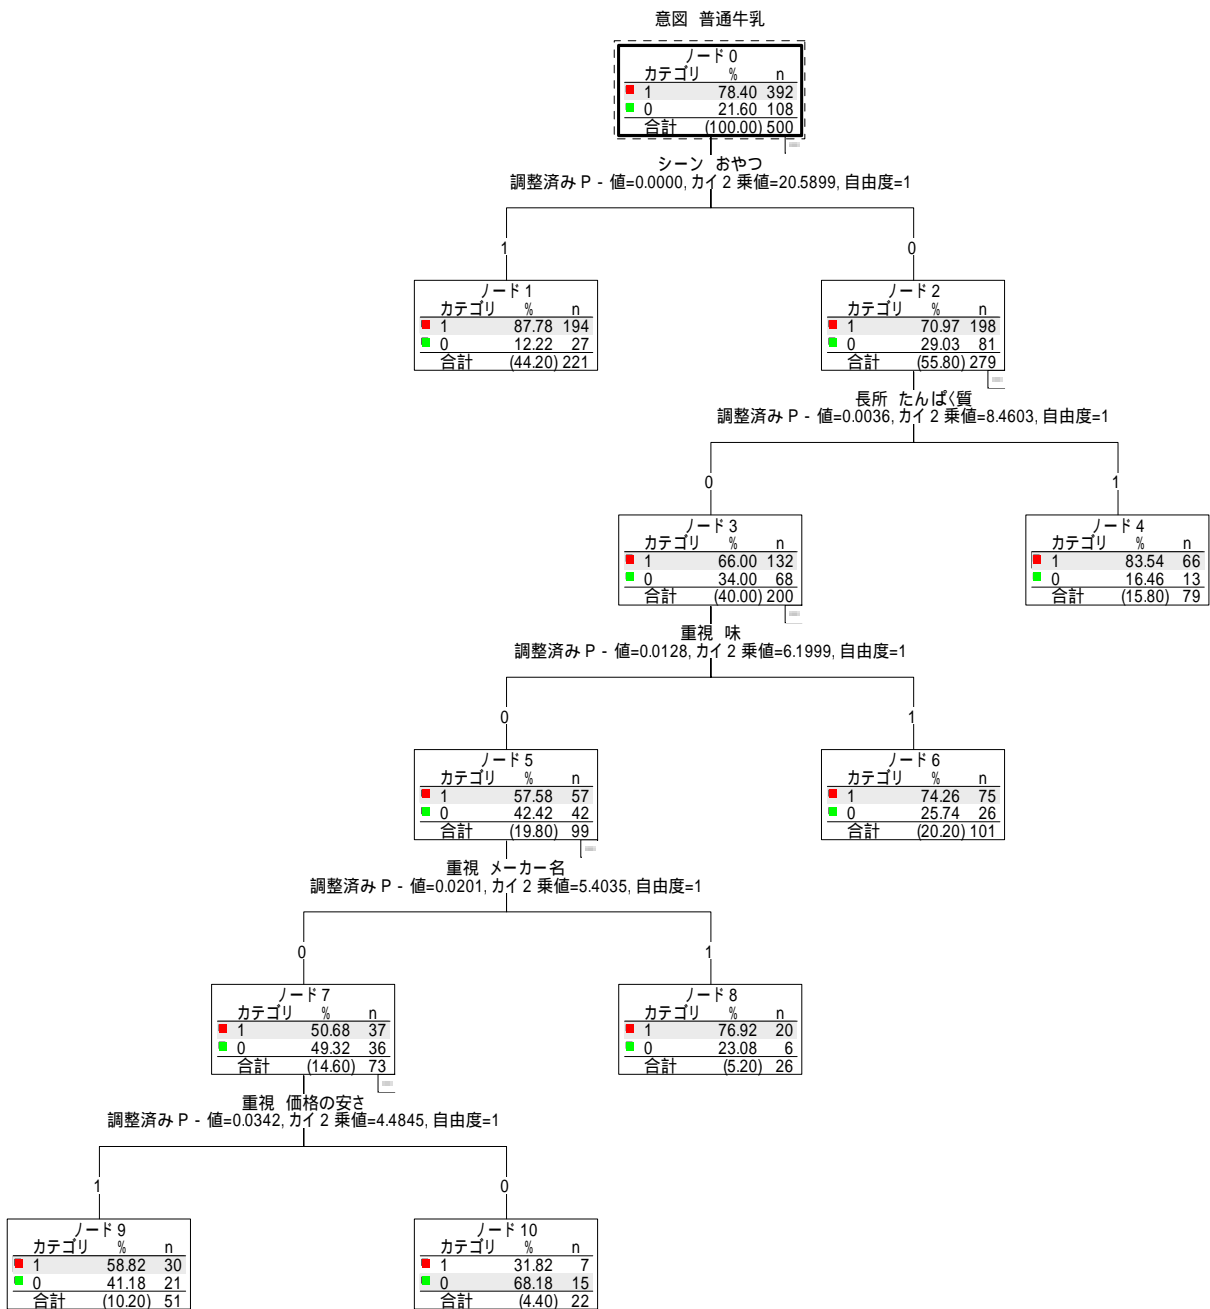 意図 普通牛乳
ノード 0
カテゴリ % n
1 78.40 392
0 21.60 108
合計 (100.00) 500
シーン おやつ
調整済み P - 値=0.0000, カイ 2 乗値=20.5899, 自由度=1
1
0
ノード 1
カテゴリ % n
1 87.78 194
0 12.22 27
合計 (44.20) 221
ノード 2
カテゴリ % n
1 70.97 198
0 29.03 81
合計 (55.80) 279
長所 たんぱく質
調整済み P - 値=0.0036, カイ 2 乗値=8.4603, 自由度=1
0
1
ノード 3
カテゴリ % n
1 66.00 132
0 34.00 68
合計 (40.00) 200
ノード 4
カテゴリ % n
1 83.54 66
0 16.46 13
合計 (15.80) 79
重視 味
調整済み P - 値=0.0128, カイ 2 乗値=6.1999, 自由度=1
0
1
ノード 5
カテゴリ % n
1 57.58 57
0 42.42 42
合計 (19.80) 99
ノード 6
カテゴリ % n
1 74.26 75
0 25.74 26
合計 (20.20) 101
重視 メーカー名
調整済み P - 値=0.0201, カイ 2 乗値=5.4035, 自由度=1
0
1
ノード 7
カテゴリ % n
1 50.68 37
0 49.32 36
合計 (14.60) 73
ノード 8
カテゴリ % n
1 76.92 20
0 23.08 6
合計 (5.20) 26
重視 価格の安さ
調整済み P - 値=0.0342, カイ 2 乗値=4.4845, 自由度=1
1
0
ノード 9
カテゴリ % n
1 58.82 30
0 41.18 21
合計 (10.20) 51
ノード 10
カテゴリ % n
1 31.82 7
0 68.18 15
合計 (4.40) 22